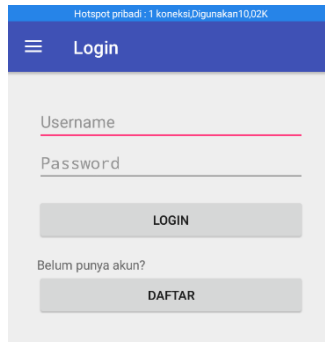 Hotspot pribadi : 1 koneksi,Digunakan10,02K
Login
Username
Password
LOGIN
Belum punya akun?
DAFTAR